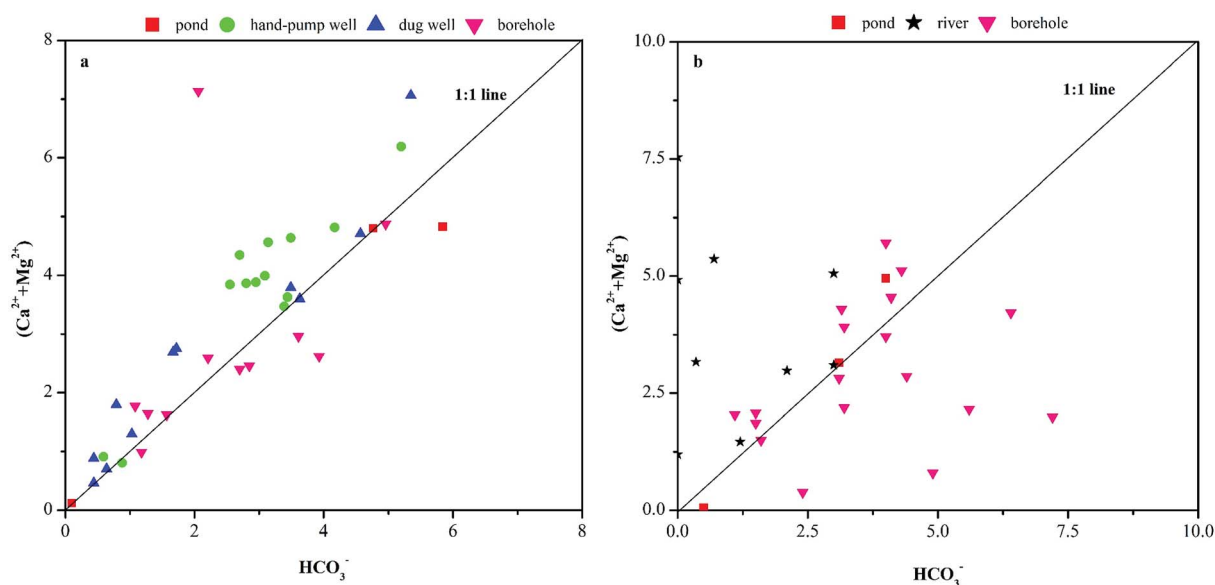 pond hand-pump well dug well borehole
a
1:1 line
8
6
4
2
0
0 2 4 6 8
(Ca²⁺+Mg²⁺)
HCO₃⁻
pond river borehole
b
1:1 line
10.0
7.5
5.0
2.5
0.0
0.0 2.5 5.0 7.5 10.0
(Ca²⁺+Mg²⁺)
HCO₃⁻